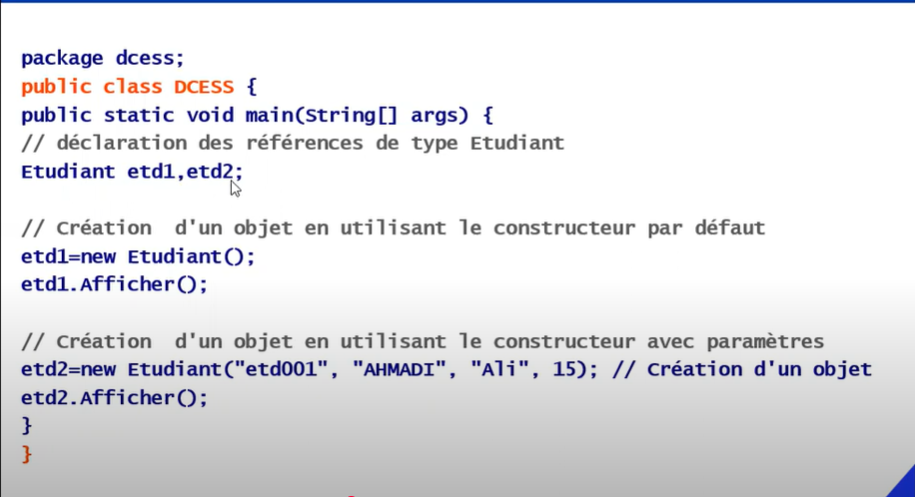 package dcess;
public class DCESS {
public static void main(String[] args) {
// déclaration des références de type Etudiant
Etudiant etd1,etd2;
// Création d'un objet en utilisant le constructeur par défaut
etd1=new Etudiant();
etd1.Afficher();
// Création d'un objet en utilisant le constructeur avec paramètres
etd2=new Etudiant("etd001", "AHMADI", "Ali", 15); // Création d'un objet
etd2.Afficher();
}
}